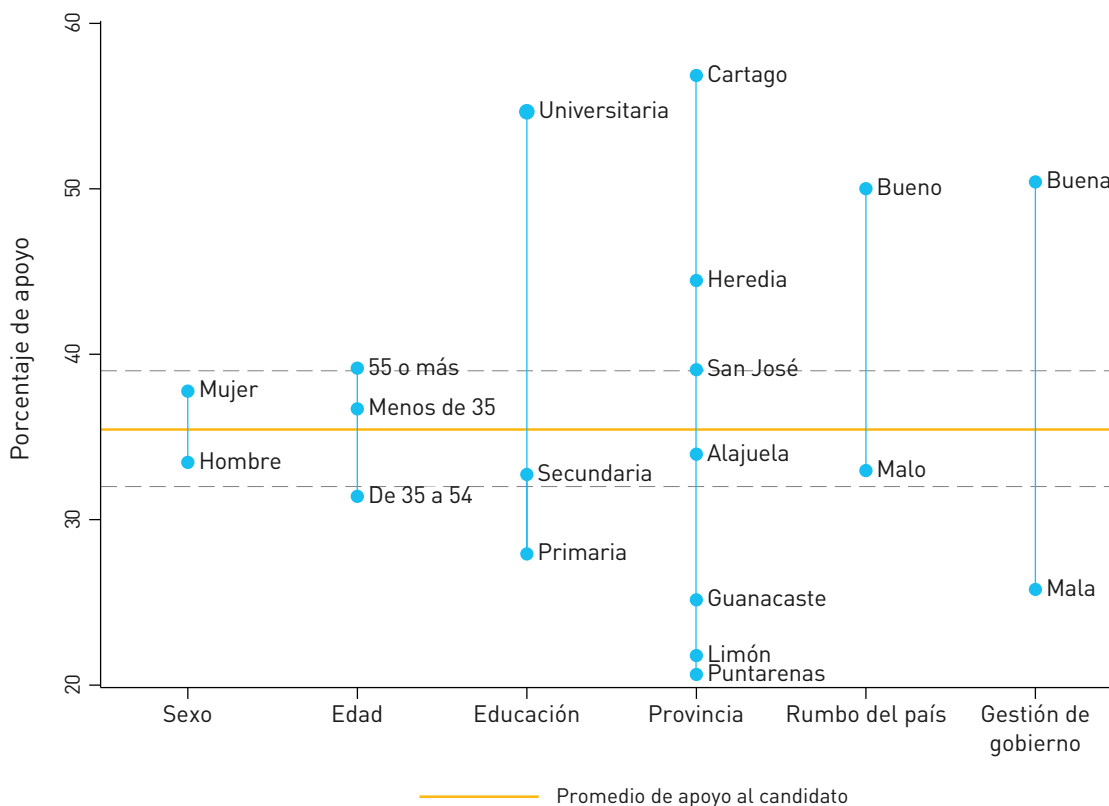 60
Cartago
Universitaria
50
Bueno
Buena
Heredia
Porcentaje de apoyo
40
55 o más
San José
Mujer
Menos de 35
Hombre
Alajuela
Secundaria
Malo
De 35 a 54
30
Primaria
Guanacaste
Mala
Limón
Puntarenas
20
Sexo
Edad
Educación
Provincia
Rumbo del país
Gestión de
gobierno
Promedio de apoyo al candidato